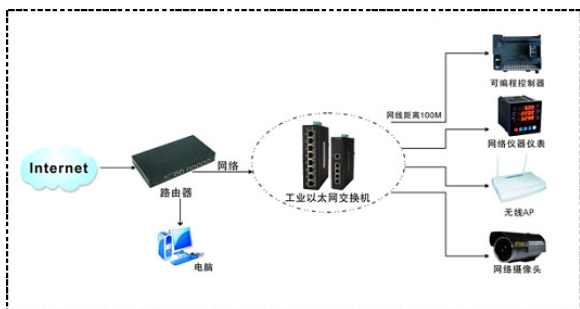 Internet
路由器
电脑
网络
工业以太网交换机
网线距离100M
可编程控制器
网络仪器仪表
无线AP
网络摄像头